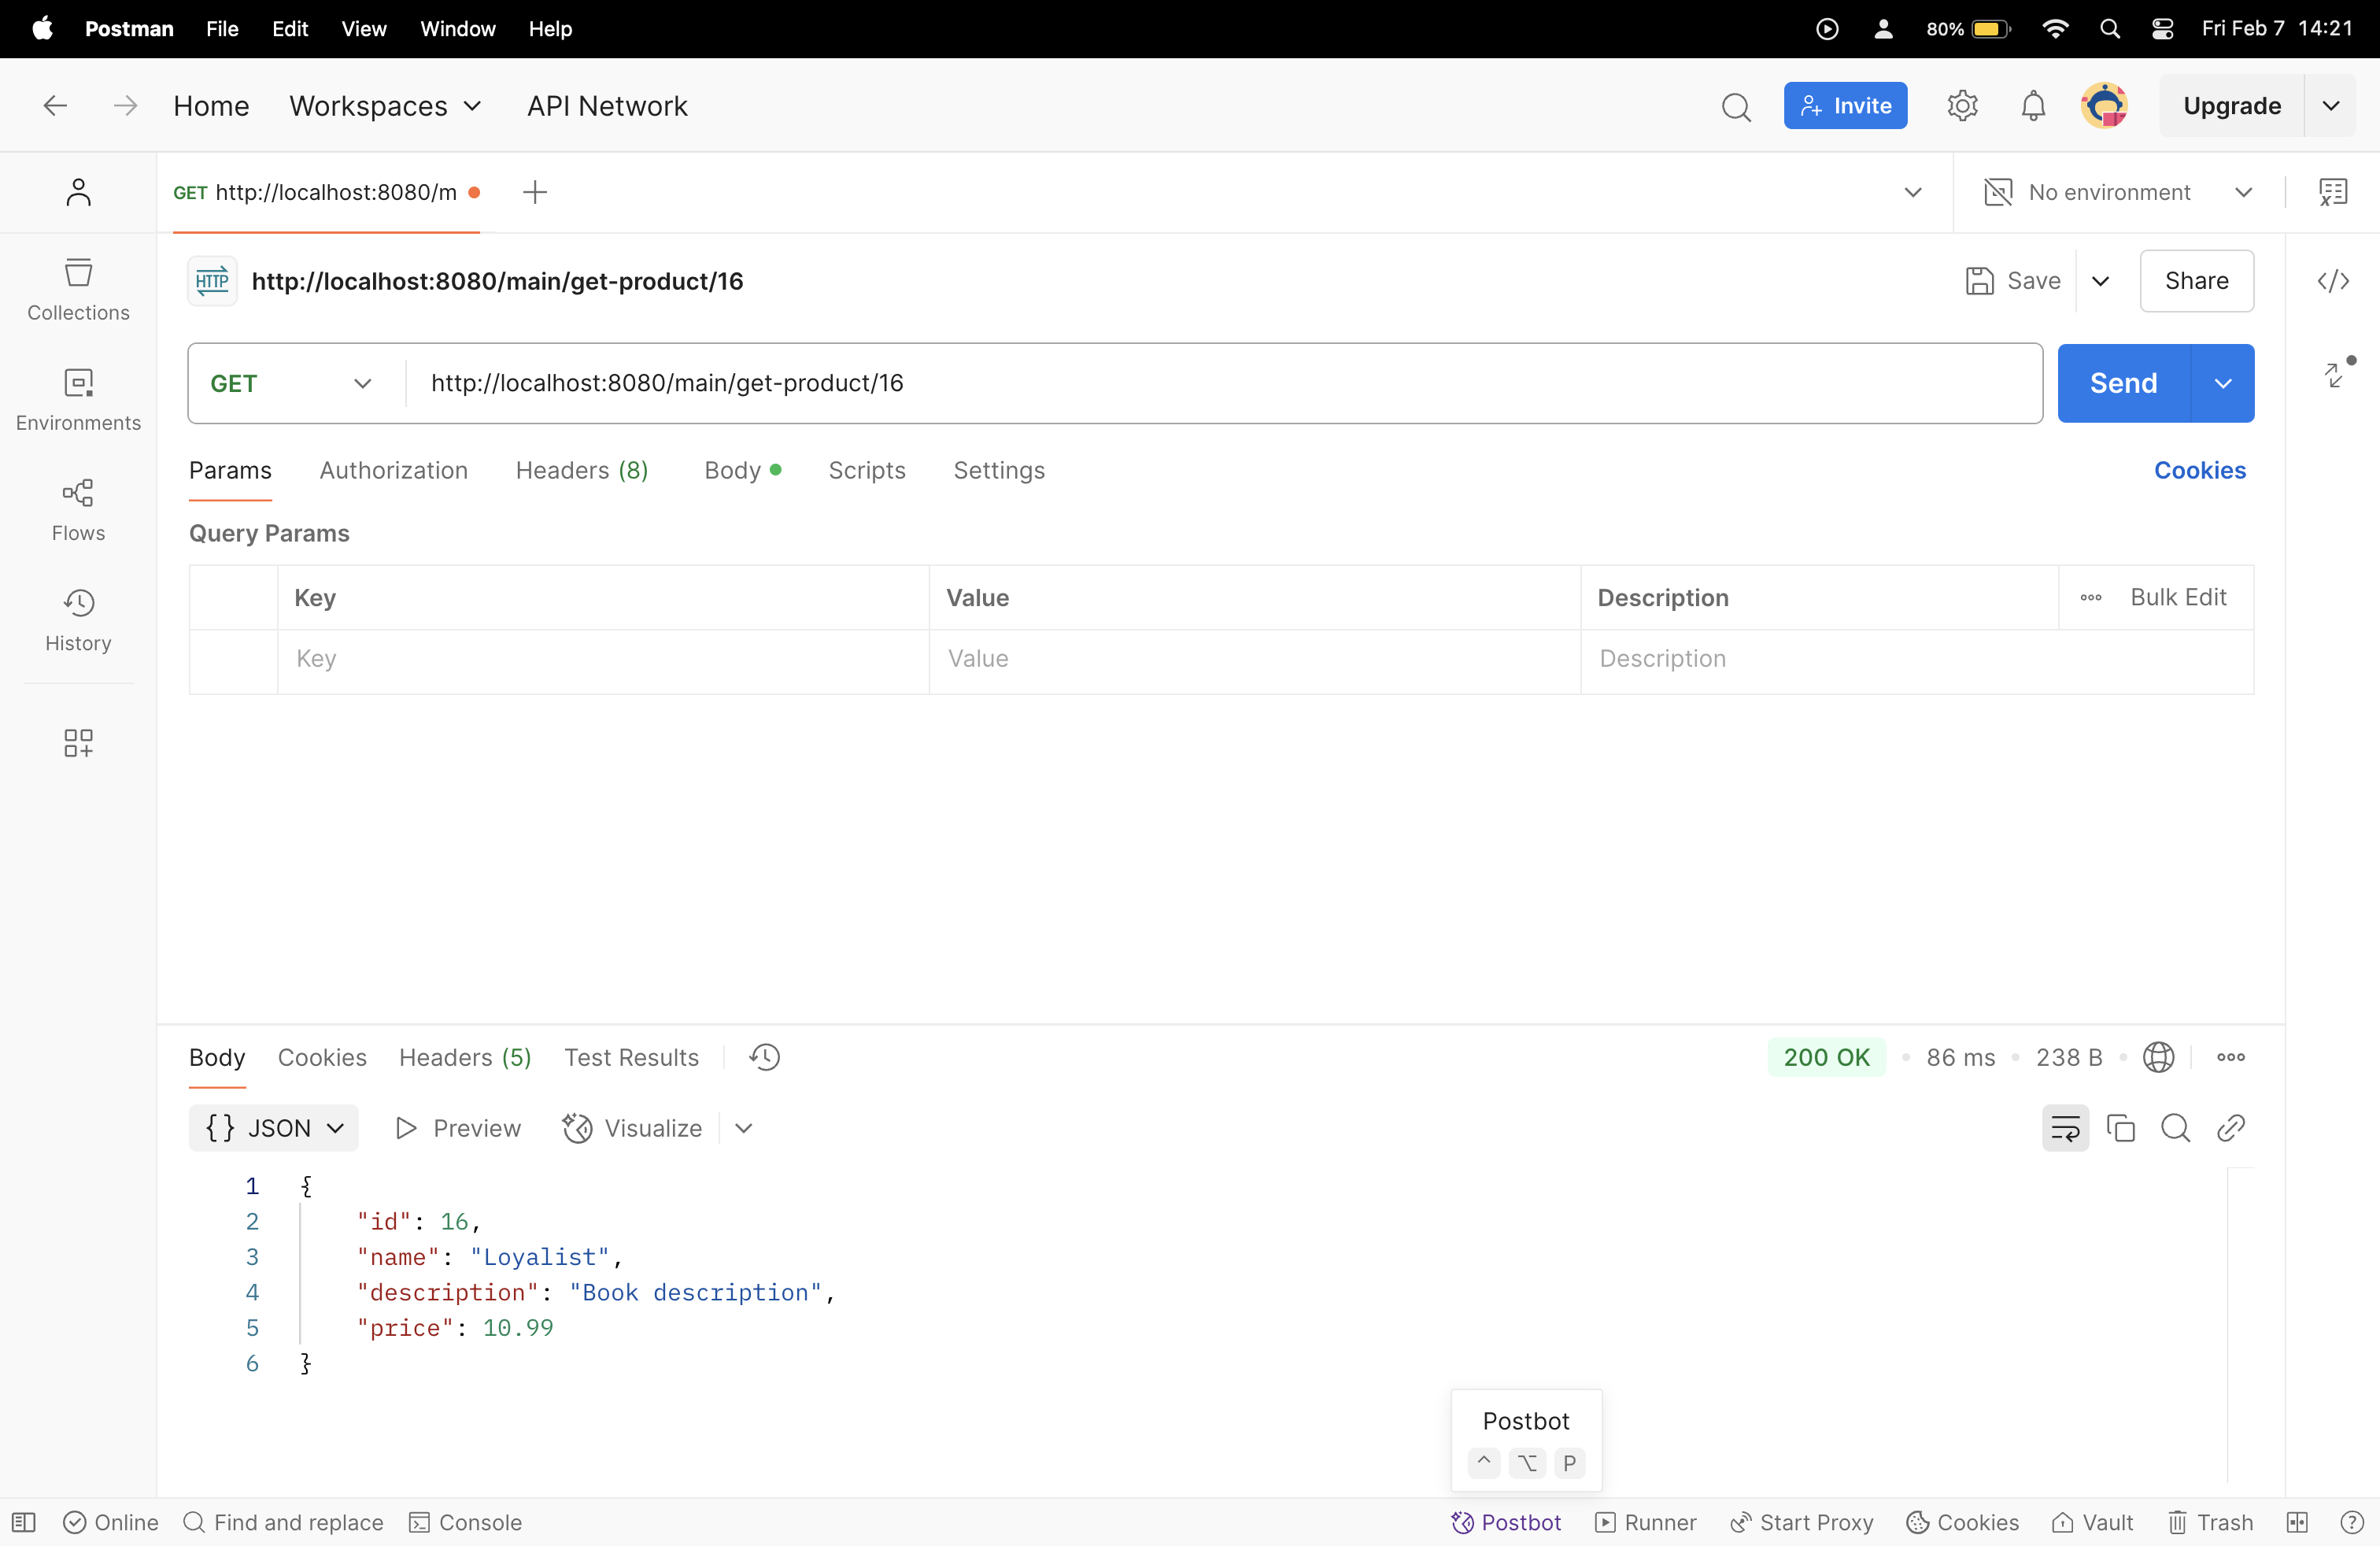 Postman File Edit View Window Help 80% Fri Feb 7 14:21
Home Workspaces API Network Invite Upgrade
GET http://localhost:8080/m No environment
HTTP http://localhost:8080/main/get-product/16 Save Share
GET http://localhost:8080/main/get-product/16 Send
Params Authorization Headers (8) Body Scripts Settings Cookies
Query Params
Key Value Description Bulk Edit
Key Value Description
Collections
Environments
Flows
History
Body Cookies Headers (5) Test Results 200 OK 86 ms 238 B
{ } JSON Preview Visualize
1 {
2 "id": 16,
3 "name": "Loyalist",
4 "description": "Book description",
5 "price": 10.99
6 }
Postbot
^ ⌥ P
Online Find and replace Console Postbot Runner Start Proxy Cookies Vault Trash